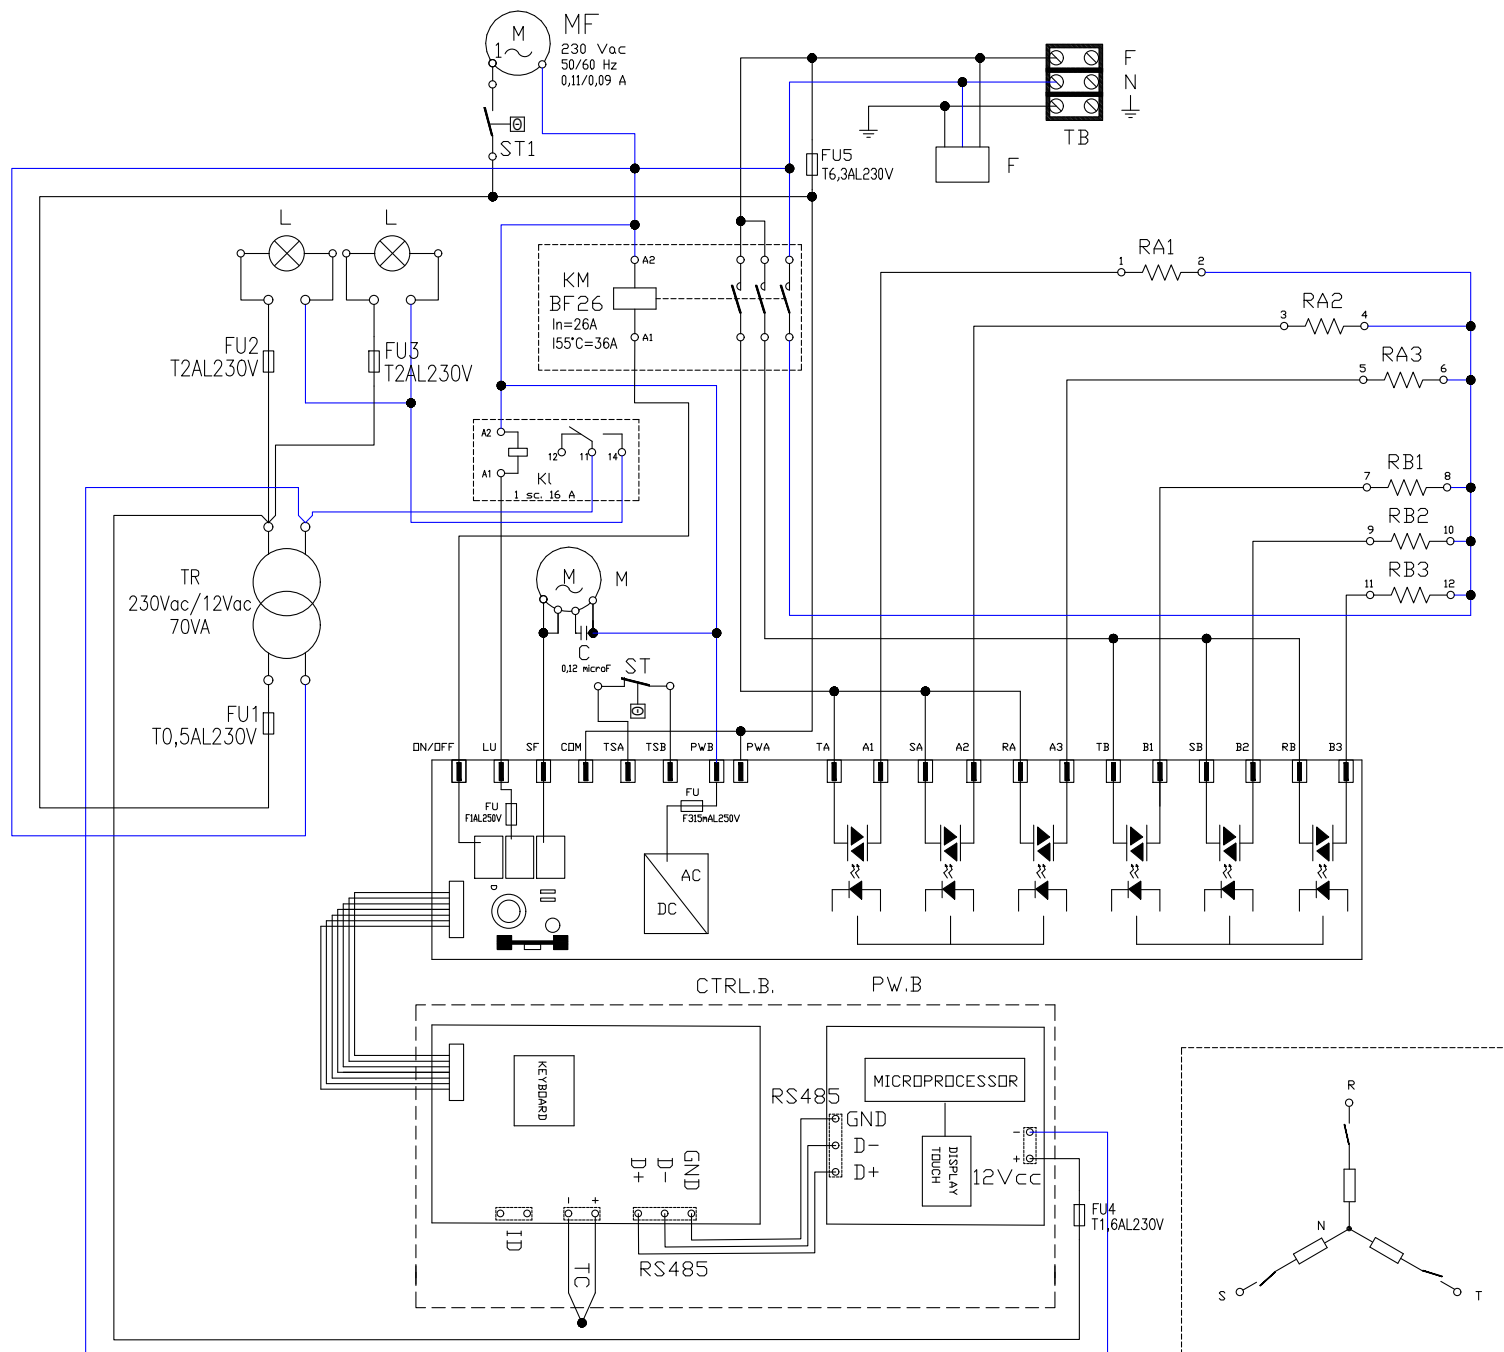 MF
M
1
230 Vac
50/60 Hz
0,11/0,09 A
ST1
F
N
TB
FU5
T6,3AL230V
F
L
L
KM
BF26
In=26A
I55°C=36A
A2
A1
RA1
1
2
RA2
3
4
RA3
5
6
FU2
T2AL230V
FU3
T2AL230V
A2
A1
12
11
14
Kl
1 sc. 16 A
RB1
7
8
RB2
9
10
RB3
11
12
TR
230Vac/12Vac
70VA
M
M
C
0,12 microF
ST
FU1
T0,5AL230V
ON/OFF
LU
SF
COM
TSA
TSB
PWB
PWA
TA
A1
SA
A2
RA
A3
TB
B1
SB
B2
RB
B3
FU
F1AL250V
FU
F315mAL250V
AC
DC
CTRL.B.
PW.B
KEYBOARD
MICROPROCESSOR
RS485
GND
D-
D+
DISPLAY
TOUCH
-
+
12Vcc
D+
D-
GND
-
+
ID
TC
RS485
FU4
T1,6AL230V
R
N
S
T